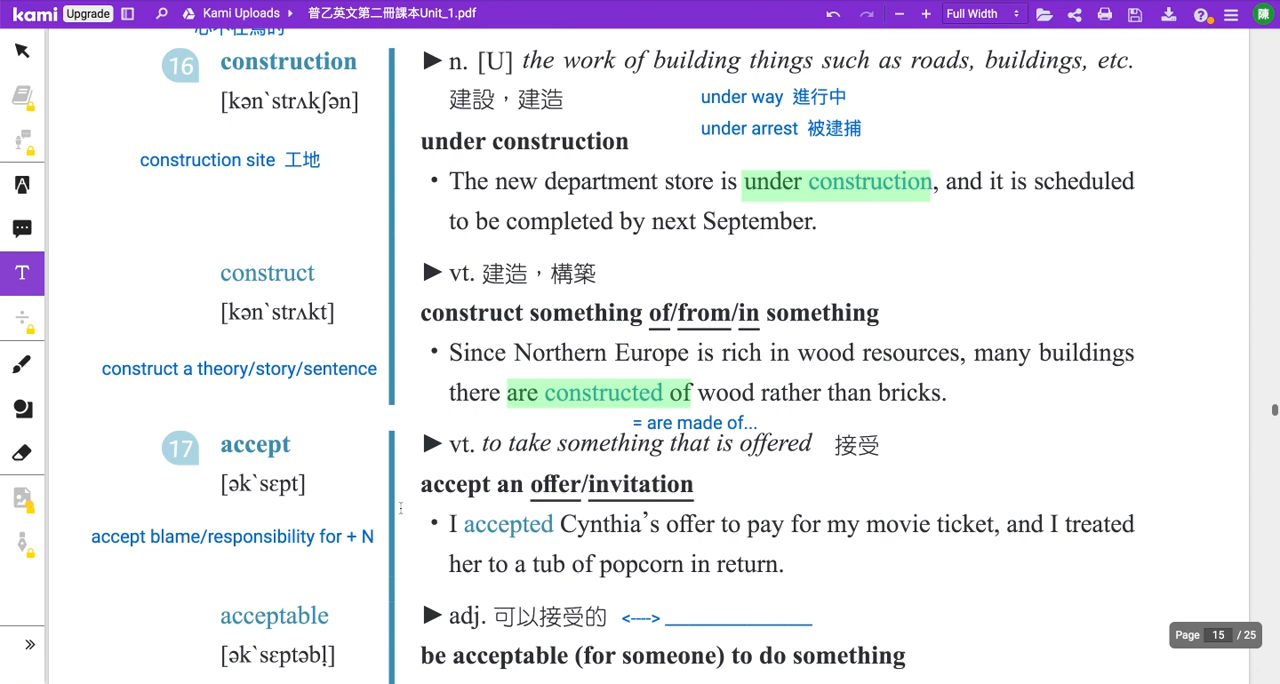 kami Upgrade Kami Uploads 普乙英文第二冊課本Unit_1.pdf Full Width 陳
16 construction ▶ n. [U] the work of building things such as roads, buildings, etc.
[kən`strʌkʃən] 建設，建造 under way 進行中
under arrest 被逮捕
under construction
construction site 工地
• The new department store is under construction, and it is scheduled
to be completed by next September.
construct ▶ vt. 建造，構築
[kən`strʌkt] construct something of/from/in something
• Since Northern Europe is rich in wood resources, many buildings
construct a theory/story/sentence
there are constructed of wood rather than bricks.
= are made of...
17 accept ▶ vt. to take something that is offered 接受
[ək`sɛpt] accept an offer/invitation
• I accepted Cynthia's offer to pay for my movie ticket, and I treated
accept blame/responsibility for + N
her to a tub of popcorn in return.
acceptable ▶ adj. 可以接受的 <----> ________________
[ək`sɛptəbḷ] be acceptable (for someone) to do something
Page 15 / 25